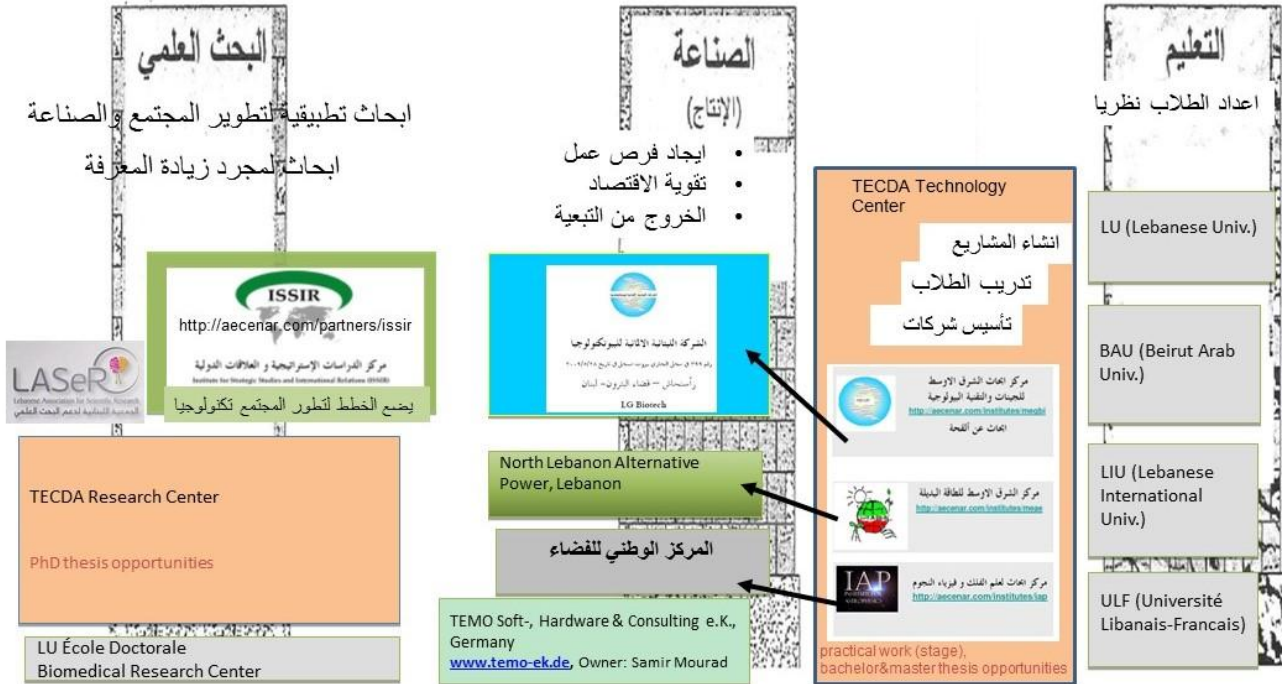 البحث العلمي
ابحاث تطبيقية لتطوير المجتمع والصناعة
ابحاث لمجرد زيادة المعرفة
ISSIR
http://aecenar.com/partners/issir
مركز الدراسات الإستراتيجية و العلاقات الدولية
Institute for Strategic Studies and International Relations (ISSIR)
يضع الخطط لتطور المجتمع تكنولوجيا
LASeR
Lebanese Association for Scientific Research
الجمعية اللبنانية لدعم البحث العلمي
TECDA Research Center
PhD thesis opportunities
LU École Doctorale
Biomedical Research Center
الصناعة
(الإنتاج)
• ايجاد فرص عمل
• تقوية الاقتصاد
• الخروج من التبعية
الشركة اللبنانية الالمانية للبيوتكنولوجيا
رأسنحاش – قضاء البترون- لبنان
LG Biotech
North Lebanon Alternative
Power, Lebanon
المركز الوطني للفضاء
TEMO Soft-, Hardware & Consulting e.K.,
Germany
www.temo-ek.de, Owner: Samir Mourad
TECDA Technology
Center
انشاء المشاريع
تدريب الطلاب
تأسيس شركات
مركز ابحاث الشرق الاوسط
للجينات والتقنية البيولوجية
http://aecenar.com/institutes/megbi
ابحاث عن ألفحة
مركز الشرق الاوسط للطاقة البديلة
http://aecenar.com/institutes/meae
IAP
مركز ابحاث لعلم الفلك و فيزياء النجوم
http://aecenar.com/institutes/iap
practical work (stage),
bachelor&master thesis opportunities
التعليم
اعداد الطلاب نظريا
LU (Lebanese Univ.)
BAU (Beirut Arab
Univ.)
LIU (Lebanese
International
Univ.)
ULF (Université
Libanais-Francais)